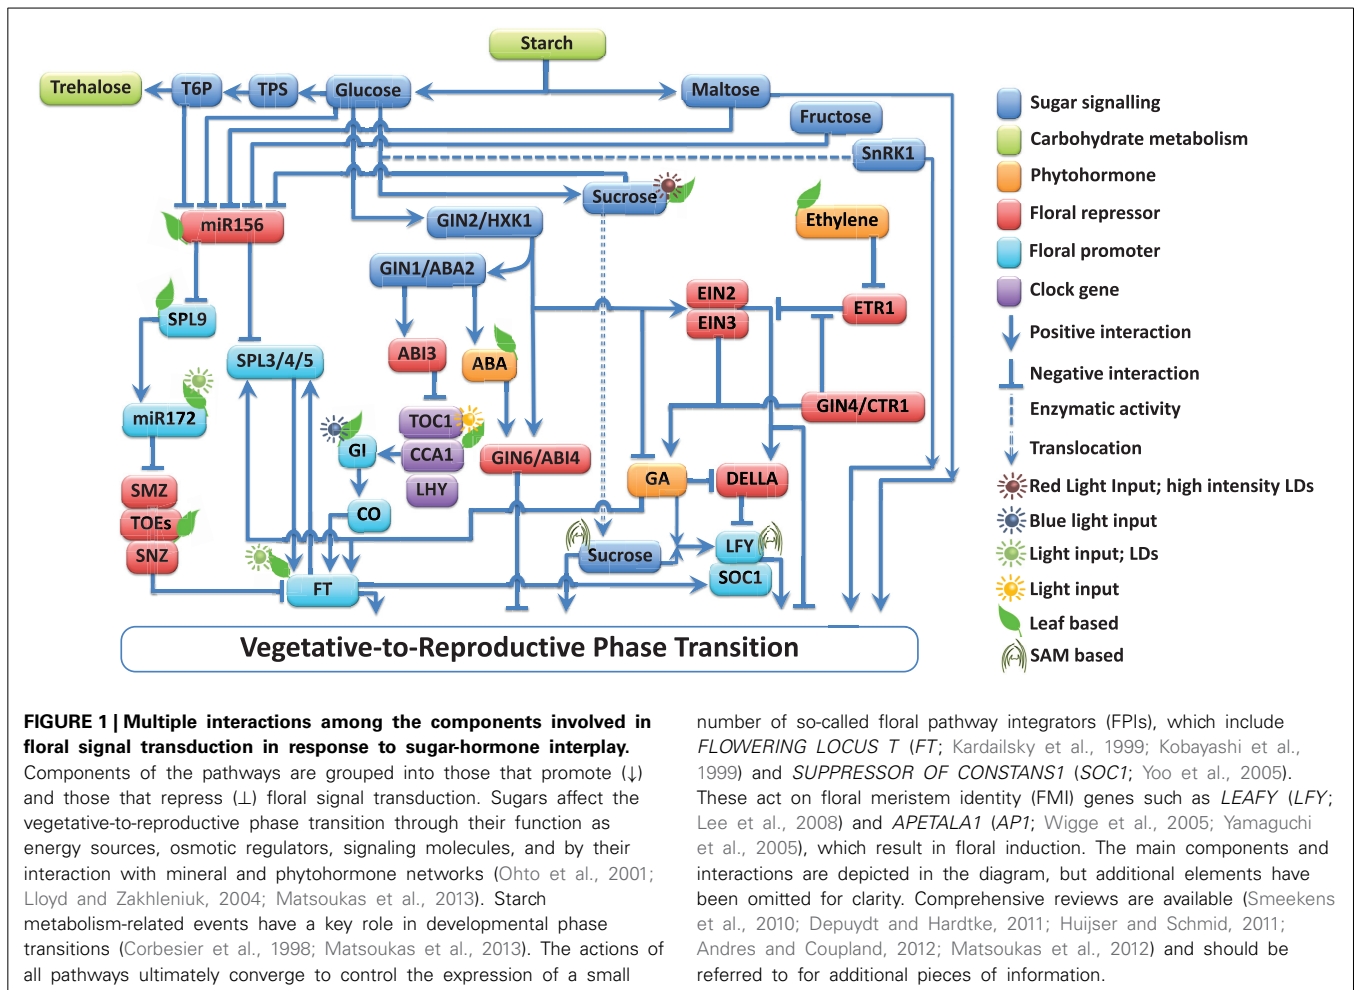 Starch
Trehalose
T6P
TPS
Glucose
Maltose
Fructose
SnRK1
Sucrose
miR156
GIN2/HXK1
Ethylene
GIN1/ABA2
EIN2
EIN3
ETR1
SPL9
SPL3/4/5
ABI3
ABA
miR172
TOC1
CCA1
LHY
GI
GIN4/CTR1
GIN6/ABI4
GA
DELLA
SMZ
TOEs
SNZ
CO
Sucrose
LFY
SOC1
FT
Vegetative-to-Reproductive Phase Transition
Sugar signalling
Carbohydrate metabolism
Phytohormone
Floral repressor
Floral promoter
Clock gene
Positive interaction
Negative interaction
Enzymatic activity
Translocation
Red Light Input; high intensity LDs
Blue light input
Light input; LDs
Light input
Leaf based
SAM based
FIGURE 1 | Multiple interactions among the components involved in
floral signal transduction in response to sugar-hormone interplay.
Components of the pathways are grouped into those that promote (↓)
and those that repress (⊥) floral signal transduction. Sugars affect the
vegetative-to-reproductive phase transition through their function as
energy sources, osmotic regulators, signaling molecules, and by their
interaction with mineral and phytohormone networks (Ohto et al., 2001;
Lloyd and Zakhleniuk, 2004; Matsoukas et al., 2013). Starch
metabolism-related events have a key role in developmental phase
transitions (Corbesier et al., 1998; Matsoukas et al., 2013). The actions of
all pathways ultimately converge to control the expression of a small
number of so-called floral pathway integrators (FPIs), which include
FLOWERING LOCUS T (FT; Kardailsky et al., 1999; Kobayashi et al.,
1999) and SUPPRESSOR OF CONSTANS1 (SOC1; Yoo et al., 2005).
These act on floral meristem identity (FMI) genes such as LEAFY (LFY;
Lee et al., 2008) and APETALA1 (AP1; Wigge et al., 2005; Yamaguchi
et al., 2005), which result in floral induction. The main components and
interactions are depicted in the diagram, but additional elements have
been omitted for clarity. Comprehensive reviews are available (Smeekens
et al., 2010; Depuydt and Hardtke, 2011; Huijser and Schmid, 2011;
Andres and Coupland, 2012; Matsoukas et al., 2012) and should be
referred to for additional pieces of information.